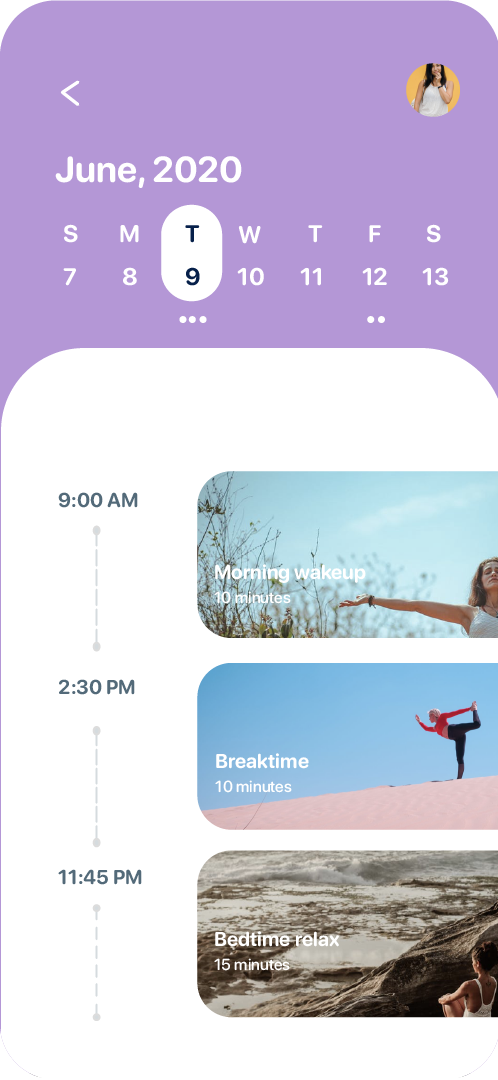 June, 2020
S M T W T F S
7 8 9 10 11 12 13
9:00 AM
Morning wakeup
10 minutes
2:30 PM
Breaktime
10 minutes
11:45 PM
Bedtime relax
15 minutes